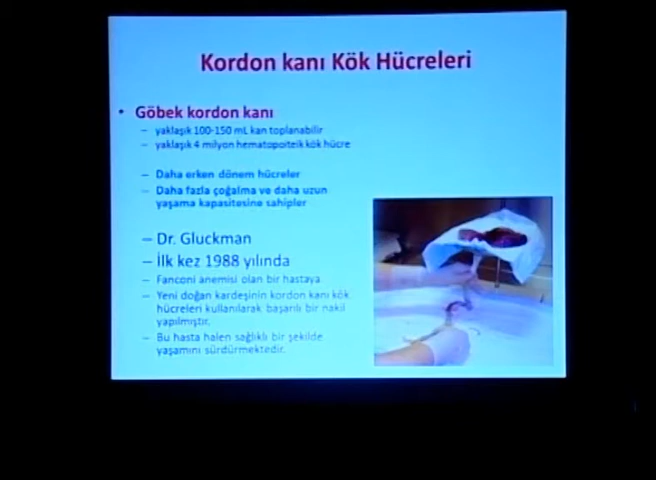 Kordon kanı Kök Hücreleri
• Göbek kordon kanı
– yaklaşık 100-150 mL kan toplanabilir
– yaklaşık 4 milyon hematopoiteik kök hücre
– Daha erken dönem hücreler
– Daha fazla çoğalma ve daha uzun
yaşama kapasitesine sahipler
– Dr. Gluckman
– İlk kez 1988 yılında
– Fanconi anemisi olan bir hastaya
– Yeni doğan kardeşinin kordon kanı kök
hücreleri kullanılarak başarılı bir nakil
yapılmıştır.
– Bu hasta halen sağlıklı bir şekilde
yaşamını sürdürmektedir.